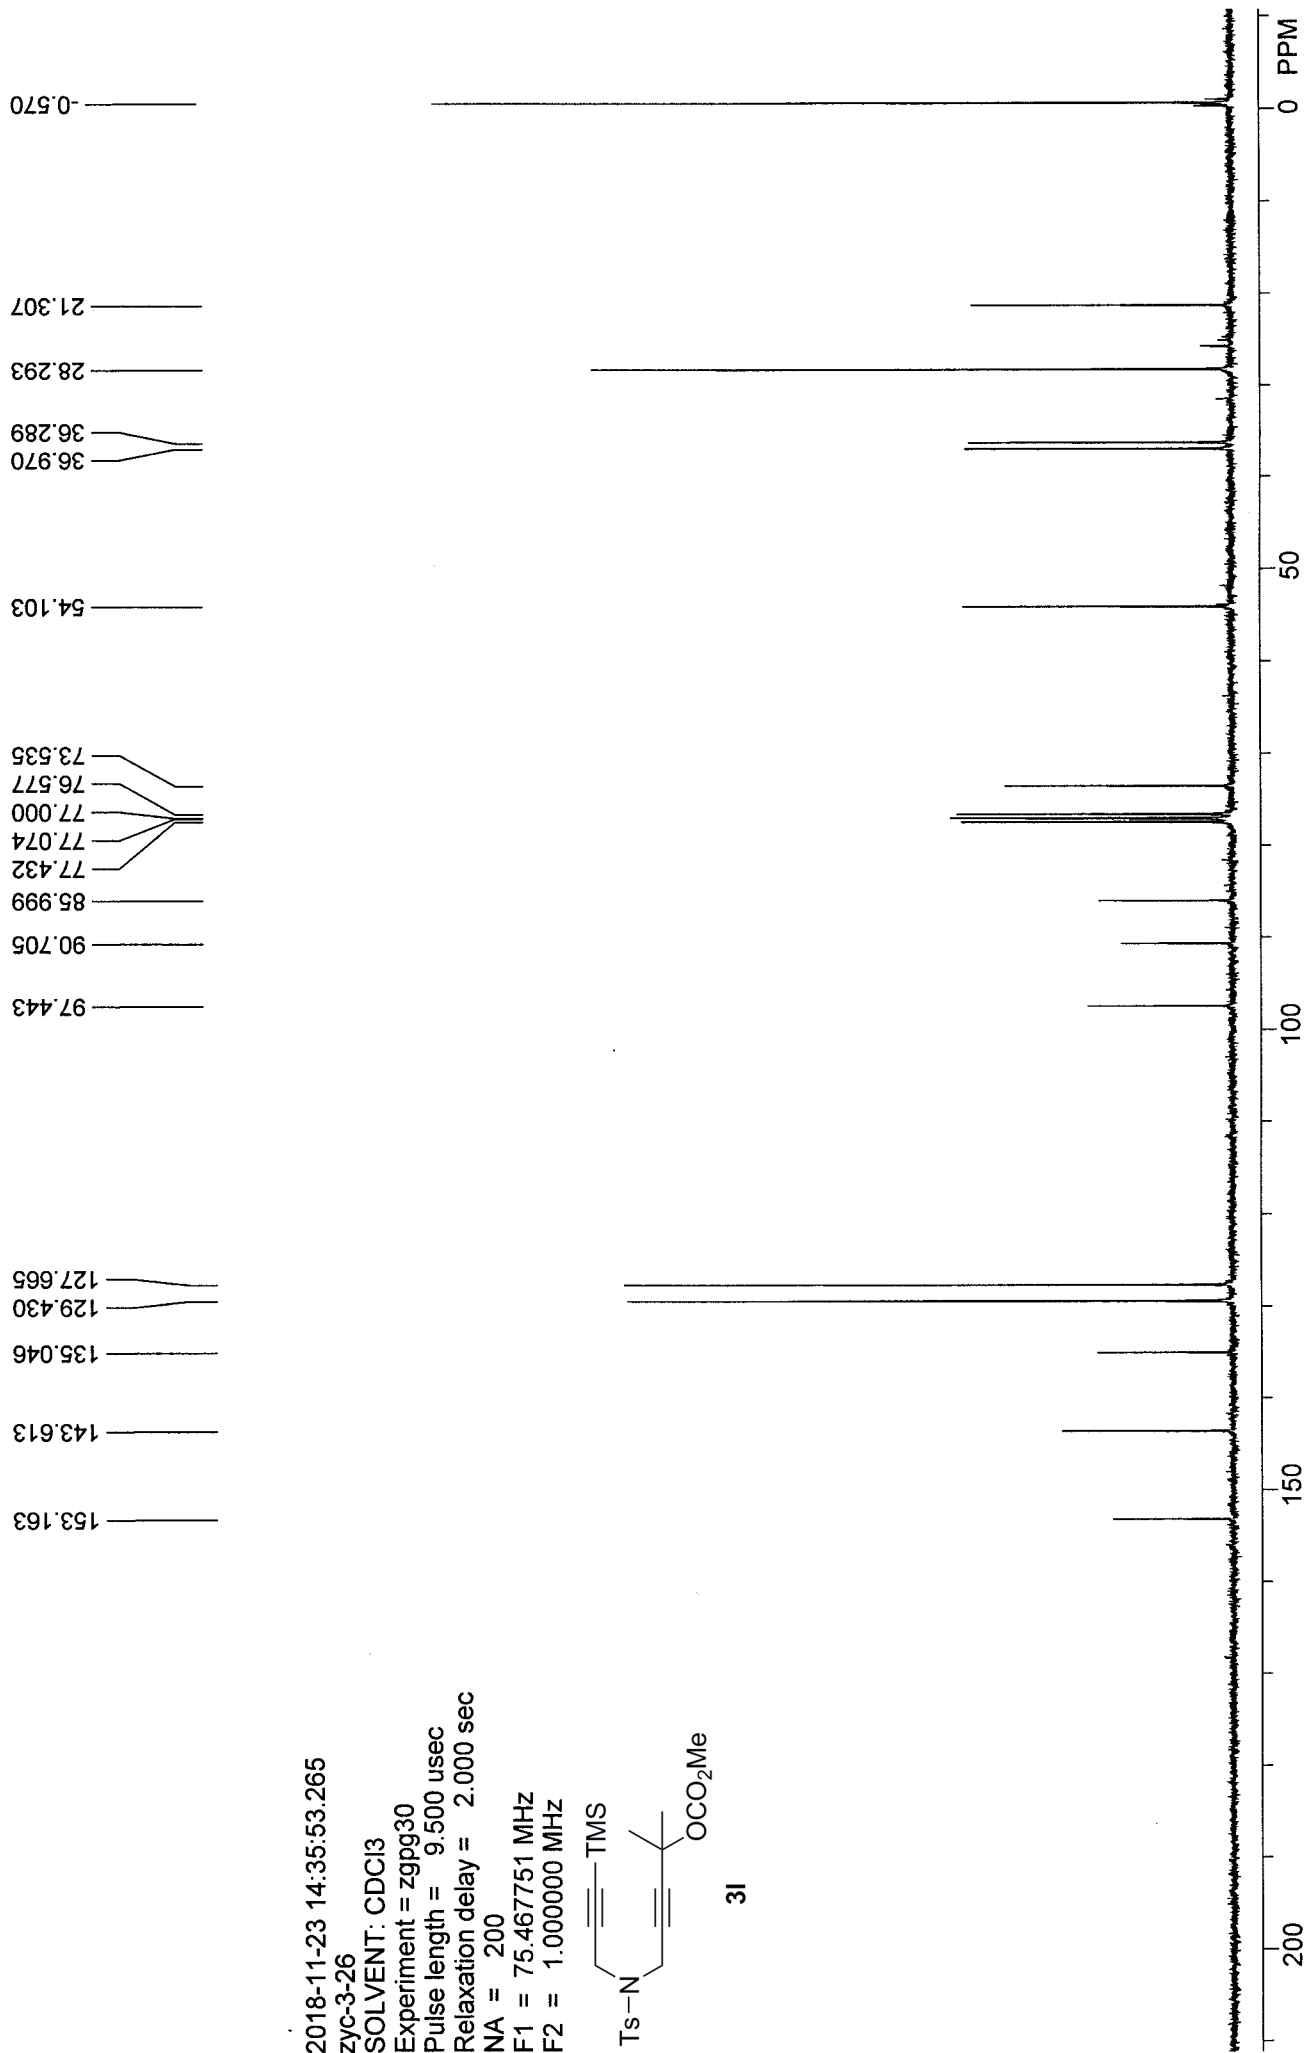 2018-11-23 14:35:53.265
zyc-3-26
SOLVENT: CDCl3
Experiment = zgpg30
Pulse length = 9.500 usec
Relaxation delay = 2.000 sec
NA = 200
F1 = 75.467751 MHz
F2 = 1.000000 MHz
TMS
Ts-N
OCO2Me
3l
153.163
143.613
135.046
129.430
127.665
97.443
90.705
85.999
77.432
77.074
77.000
76.577
73.535
54.103
36.970
36.289
28.293
21.307
-0.570
200
150
100
50
0
PPM